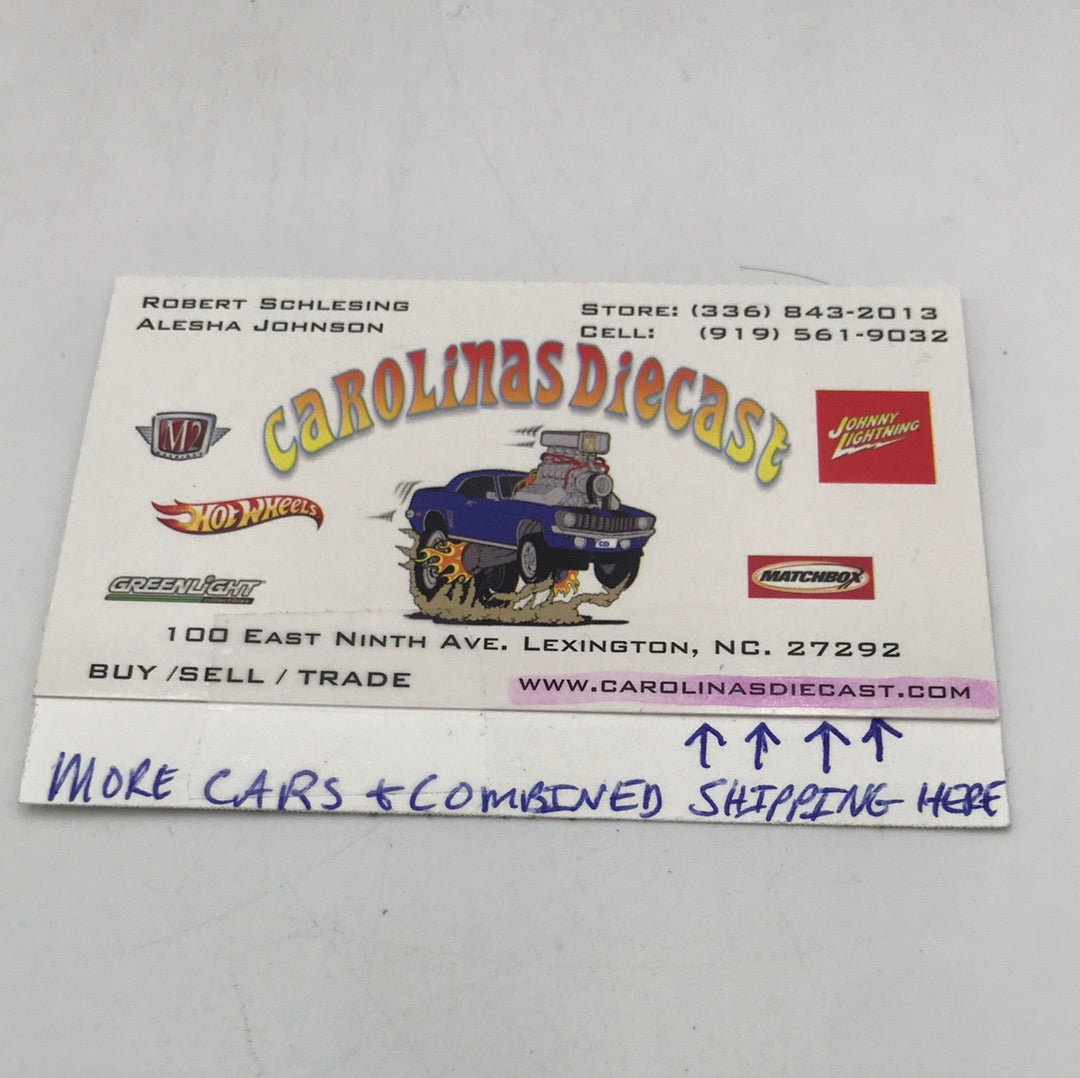 ROBERT SCHLESING
ALESHA JOHNSON
STORE: (336) 843-2013
CELL: (919) 561-9032
CAROLINAS DIECAST
M2
JOHNNY
LIGHTNING
HOT WHEELS
CD
GREENLIGHT
MATCHBOX
100 EAST NINTH AVE. LEXINGTON, NC. 27292
BUY /SELL / TRADE
WWW.CAROLINASDIECAST.COM
↑ ↑ ↑ ↑
MORE CARS + COMBINED SHIPPING HERE